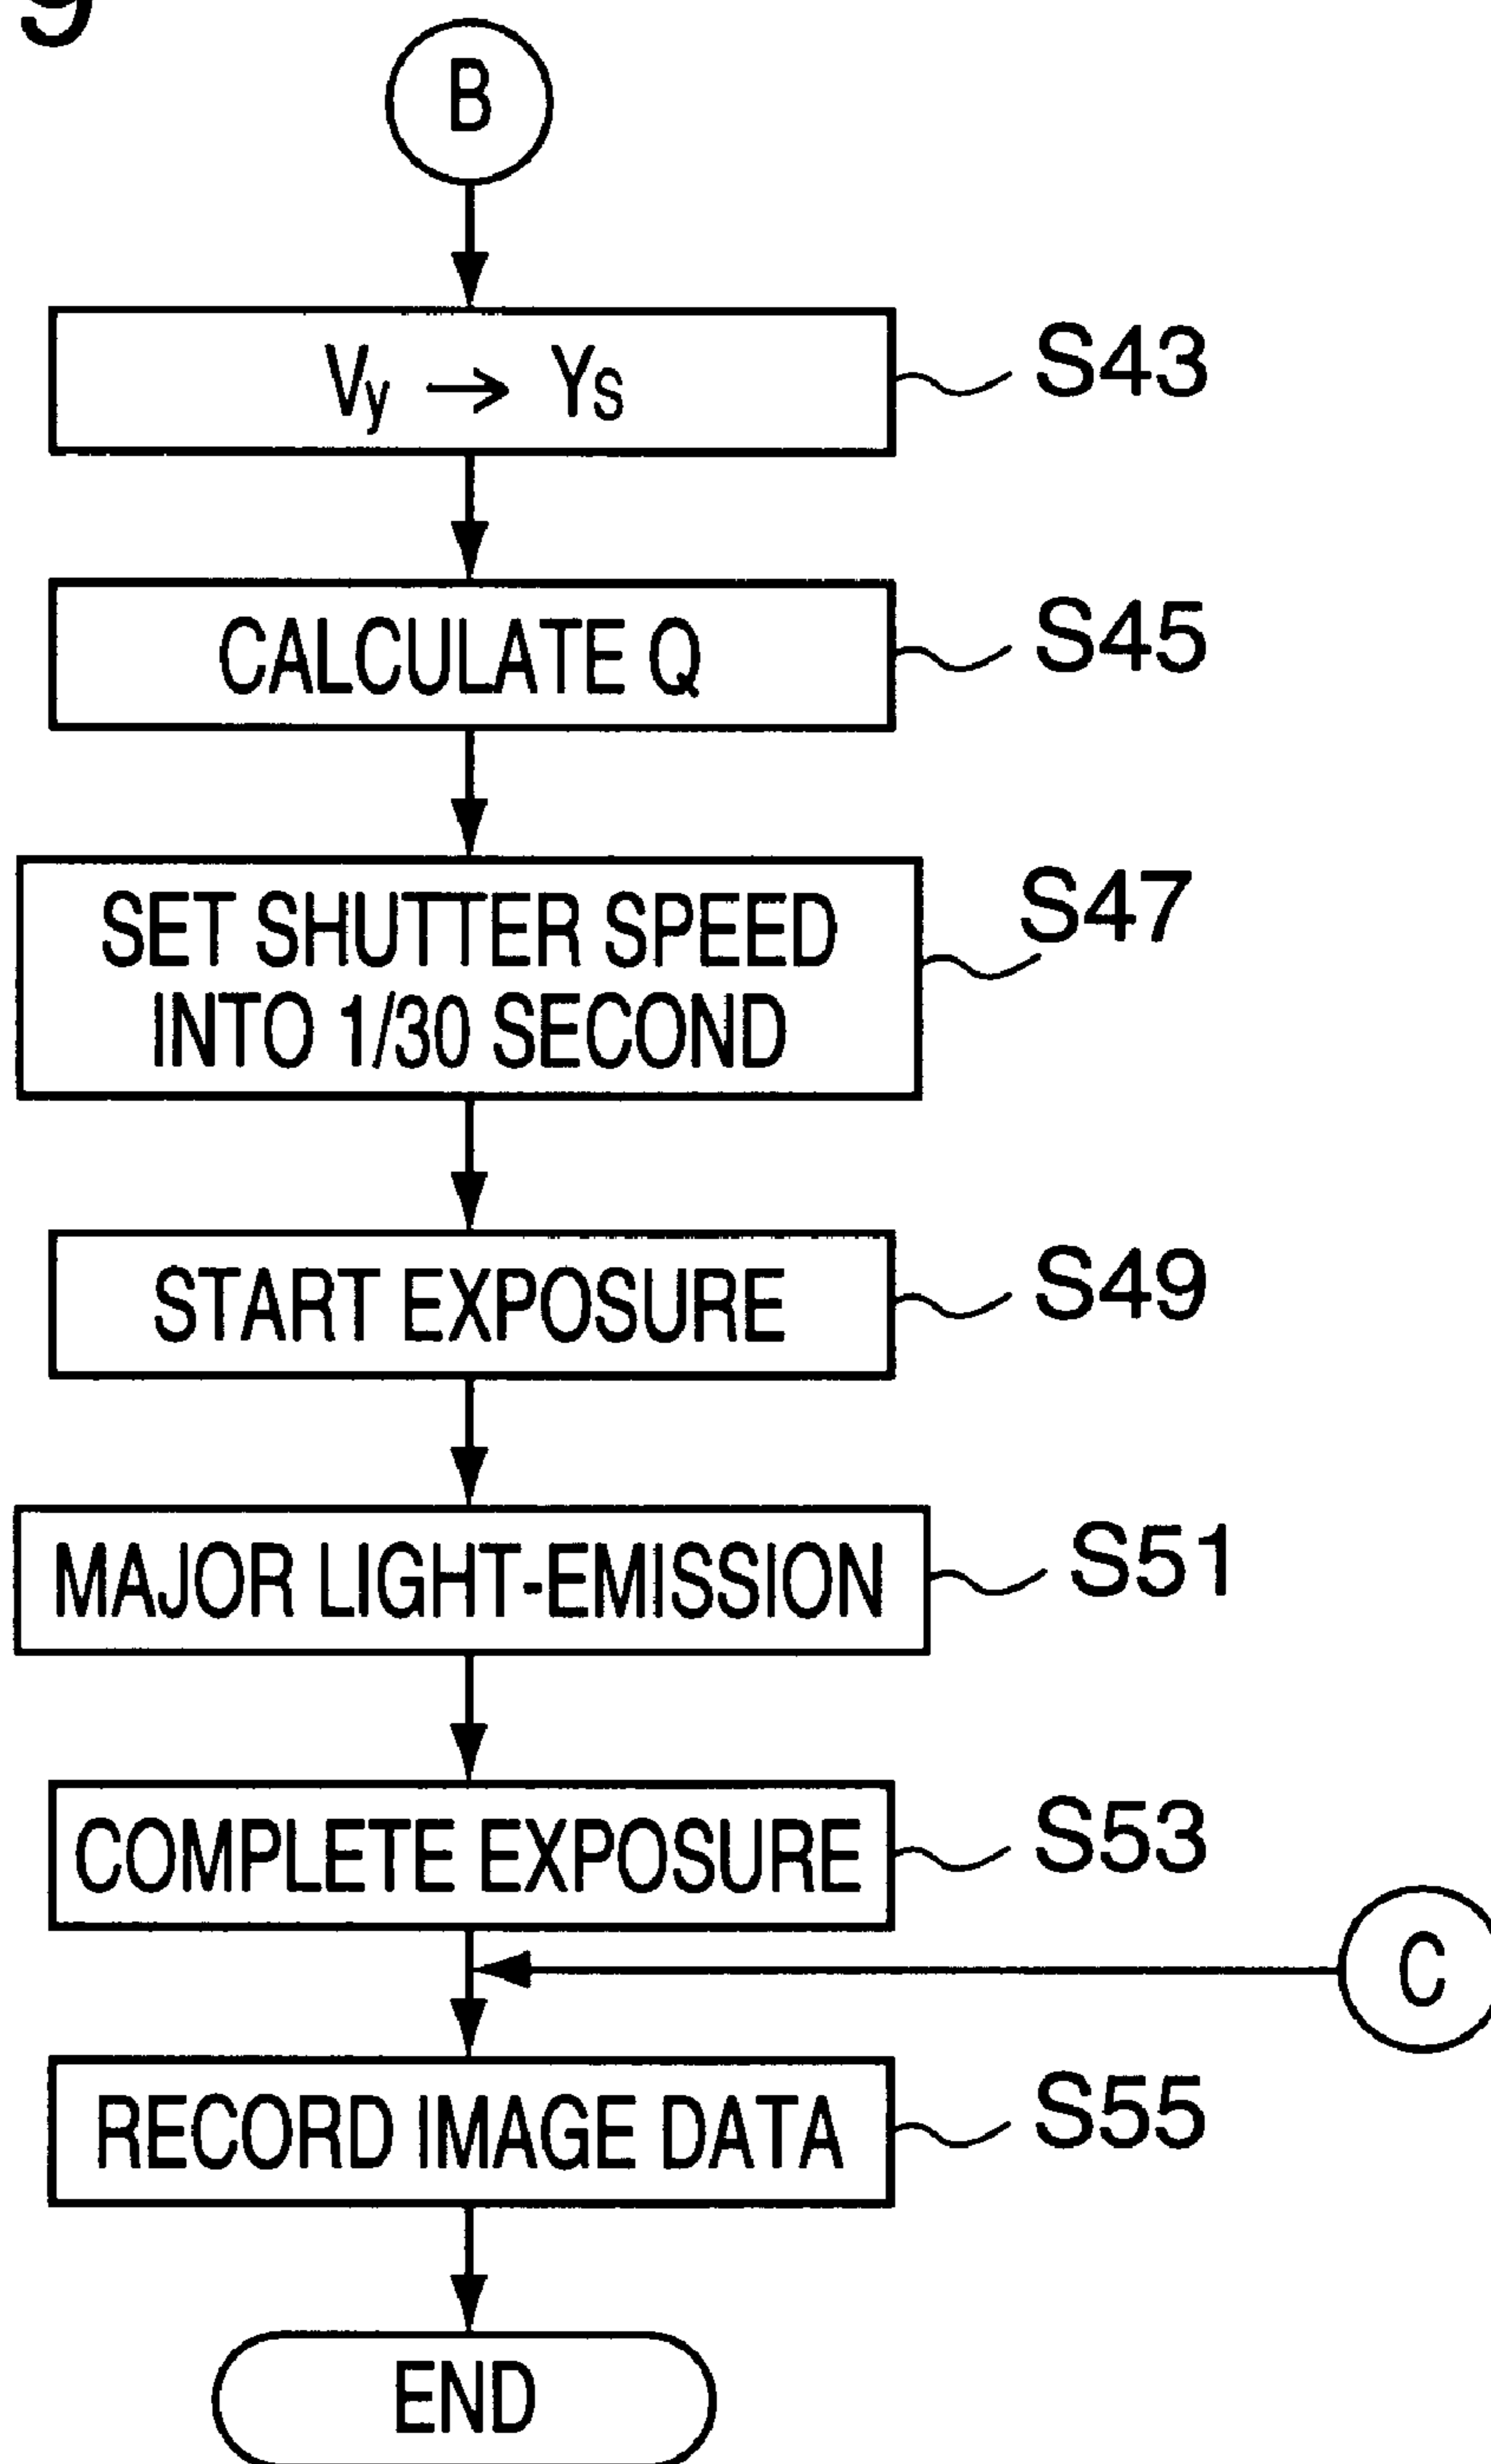 9
B
Vy → Ys S43
CALCULATE Q S45
SET SHUTTER SPEED S47
INTO 1/30 SECOND
START EXPOSURE S49
MAJOR LIGHT-EMISSION S51
COMPLETE EXPOSURE S53
C
RECORD IMAGE DATA S55
END